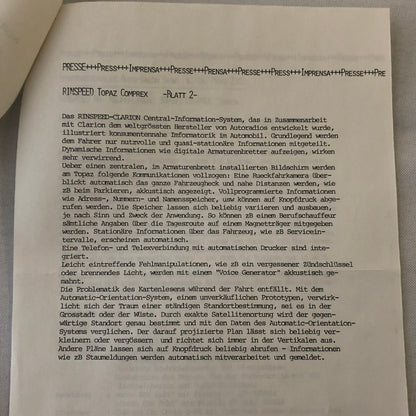 PRESSE+++PRESS+++IMPRENSA+++PRESSE+++PRENSA+++PRESSE+++PRESS+++IMPRENSA+++PRESSE+++PRE
RINSPEED TOPAZ COMPREX -BLATT 2-
Das RINSPEED-CLARION Central-Information-System, das in Zusammenarbeit
mit Clarion dem weltgrössten Hersteller von Autoradios entwickelt wurde,
illustriert konsumentennahe Informatorik im Automobil. Grundlegend werden
dem Fahrer nur nutzvolle und quasi-stationäre Informationen mitgeteilt.
Dynamische Informationen wie digitale Armaturenbretter aufzeigen, wirken
sehr verwirrend.
Ueber einen zentralen, im Armaturenbrett installierten Bildschirm werden
am Topaz folgende Kommunikationen vollzogen: Eine Rueckfahrkamera über-
blickt automatisch das ganze Fahrzeugheck und nahe Distanzen werden, wie
zB beim Parkieren, akkustisch angezeigt. Vollprogrammierte Informationen
wie Adress-, Nummern- und Namensspeicher, usw können auf Knopfdruck abge-
rufen werden. Die Speicher lassen sich beliebig variieren und ausbauen,
je nach Sinn und Zweck der Anwendung. So können zB einem Berufschauffeur
sämtliche Angaben über die Tagesroute auf einem Magnetträger mitgegeben
werden. Stationäre Informationen über das Fahrzeug, wie zB Serviceintervalle, erscheinen automatisch.
Eine Telefon- und Televerbindung mit automatischen Drucker sind inte-
griert.
Leicht eintreffende Fehlmanipulationen, wie zB ein vergessener Zündschlüssel
oder brennendes Licht, werden mit einem "Voice Generator" akkustisch ge-
mahnt.
Die Problematik des Kartenlesens während der Fahrt entfällt. Mit dem
Automatic-Orientation-System, einem unverkäuflichen Prototypen, verwirk-
licht sich der Traum einer ständigen Standortbestimmung, sei es in der
Grosstadt oder der Wüste. Durch exakte Satellitenortung wird der gegen-
wärtige Standort genau bestimmt und mit den Daten des Automatic-Orientation-
Systems verglichen. Der darauf projizierte Plan lässt sich beliebig ver-
kleinern oder vergössern und richtet sich immer in der Vertikalen aus.
Andere Pläne lassen sich auf Knopfdruck beliebig abrufen - Informationen
wie zB Staumeldungen werden automatisch mitverarbeitet und gemeldet.